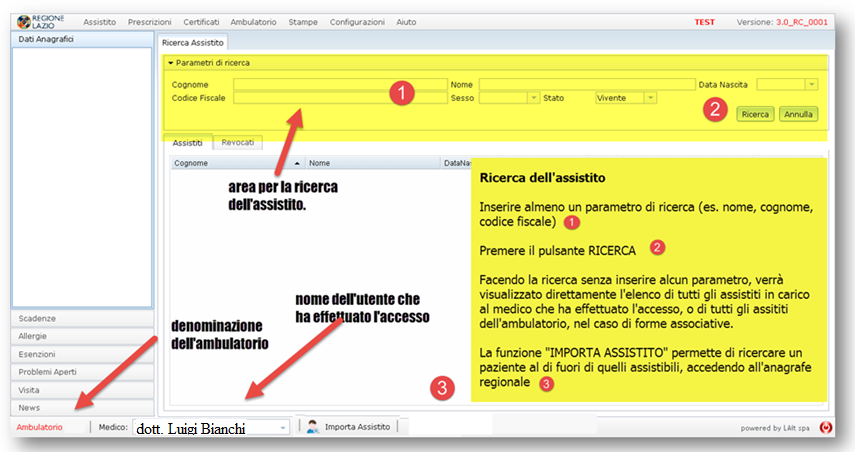 REGIONE
LAZIO
Assistito Prescrizioni Certificati Ambulatorio Stampe Configurazioni Aiuto
TEST Versione: 3.0_RC_0001
Dati Anagrafici
Ricerca Assistito
Parametri di ricerca
Cognome Nome Data Nascita
1
Codice Fiscale Sesso Stato Vivente
2
Ricerca Annulla
Assistiti Revocati
Cognome Nome DataNas
area per la ricerca
dell'assistito.
nome dell'utente che
ha effettuato l'accesso
denominazione
dell'ambulatorio
3
Ricerca dell'assistito
Inserire almeno un parametro di ricerca (es. nome, cognome,
codice fiscale) 1
Premere il pulsante RICERCA 2
Facendo la ricerca senza inserire alcun parametro, verrà
visualizzato direttamente l'elenco di tutti gli assistiti in carico
al medico che ha effettuato l'accesso, o di tutti gli assititi
dell'ambulatorio, nel caso di forme associative.
La funzione "IMPORTA ASSISTITO" permette di ricercare un
paziente al di fuori di quelli assistibili, accedendo all'anagrafe
regionale 3
Scadenze
Allergie
Esenzioni
Problemi Aperti
Visita
News
Ambulatorio Medico: dott. Luigi Bianchi Importa Assistito powered by LAit spa